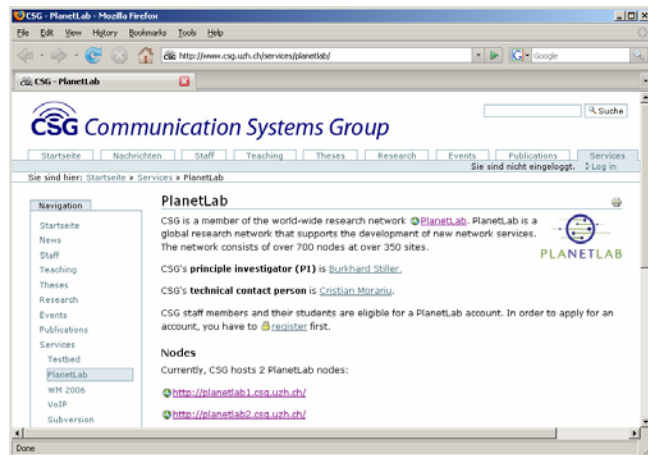 CSG - PlanetLab - Mozilla Firefox
File Edit View History Bookmarks Tools Help
http://www.csg.uzh.ch/services/planetlab/ Google
CSG - PlanetLab
Suche
CSG Communication Systems Group
Startseite Nachrichten Staff Teaching Theses Research Events Publications Services
Sie sind nicht eingeloggt. Log in
Sie sind hier: Startseite » Services » PlanetLab
Navigation
Startseite
News
Staff
Teaching
Theses
Research
Events
Publications
Services
Testbed
PlanetLab
WM 2006
VoIP
Subversion
PlanetLab
CSG is a member of the world-wide research network PlanetLab. PlanetLab is a
global research network that supports the development of new network services.
The network consists of over 700 nodes at over 350 sites.
PLANETLAB
CSG's principle investigator (PI) is Burkhard Stiller.
CSG's technical contact person is Cristian Morariu.
CSG staff members and their students are eligible for a PlanetLab account. In order to apply for an
account, you have to register first.
Nodes
Currently, CSG hosts 2 PlanetLab nodes:
http://planetlab1.csg.uzh.ch/
http://planetlab2.csg.uzh.ch/
Done